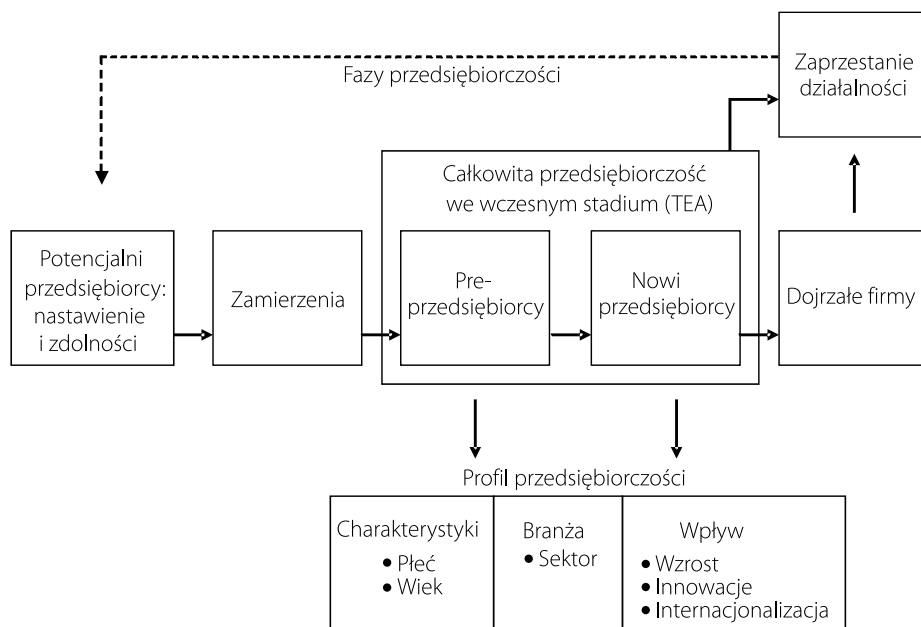 Fazy przedsiębiorczości
Zaprzestanie
działalności
Całkowita przedsiębiorczość
we wczesnym stadium (TEA)
Potencjalni
przedsiębiorcy:
nastawienie
i zdolności
Zamierzenia
Pre-
przedsiębiorcy
Nowi
przedsiębiorcy
Dojrzałe firmy
Profil przedsiębiorczości
Charakterystyki
• Płeć
• Wiek
Branża
• Sektor
Wpływ
• Wzrost
• Innowacje
• Internacjonalizacja